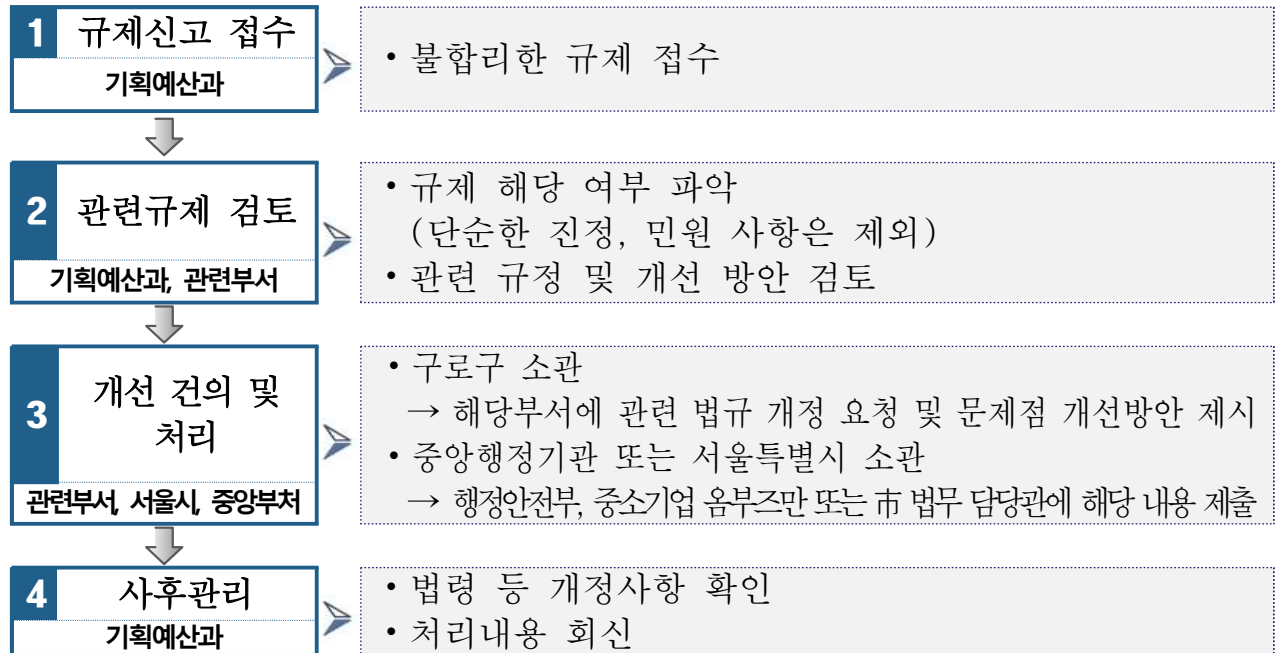 1 규제신고 접수
기획예산과
• 불합리한 규제 접수
2 관련규제 검토
기획예산과, 관련부서
• 규제 해당 여부 파악
(단순한 진정, 민원 사항은 제외)
• 관련 규정 및 개선 방안 검토
3 개선 건의 및
처리
관련부서, 서울시, 중앙부처
• 구로구 소관
→ 해당부서에 관련 법규 개정 요청 및 문제점 개선방안 제시
• 중앙행정기관 또는 서울특별시 소관
→ 행정안전부, 중소기업 옴부즈만 또는 市 법무 담당관에 해당 내용 제출
4 사후관리
기획예산과
• 법령 등 개정사항 확인
• 처리내용 회신